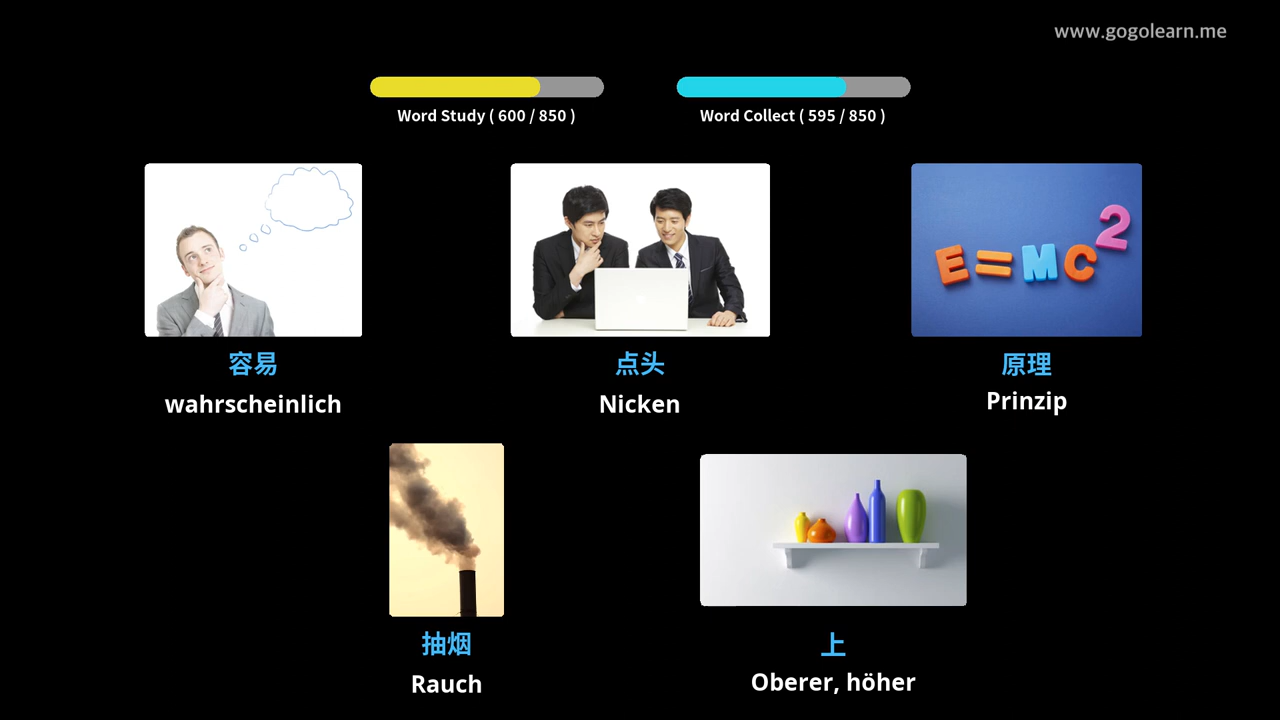 www.gogolearn.me
Word Study ( 600 / 850 )
Word Collect ( 595 / 850 )
E=MC2
容易
点头
原理
wahrscheinlich
Nicken
Prinzip
抽烟
上
Rauch
Oberer, höher